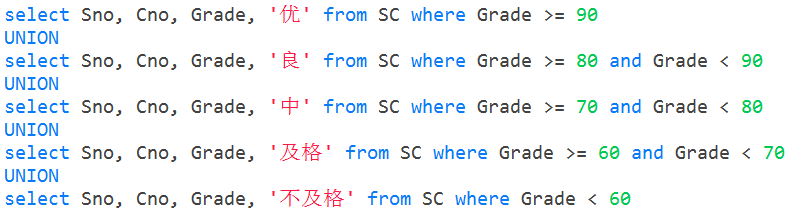 select Sno, Cno, Grade, '优' from SC where Grade >= 90
UNION
select Sno, Cno, Grade, '良' from SC where Grade >= 80 and Grade < 90
UNION
select Sno, Cno, Grade, '中' from SC where Grade >= 70 and Grade < 80
UNION
select Sno, Cno, Grade, '及格' from SC where Grade >= 60 and Grade < 70
UNION
select Sno, Cno, Grade, '不及格' from SC where Grade < 60